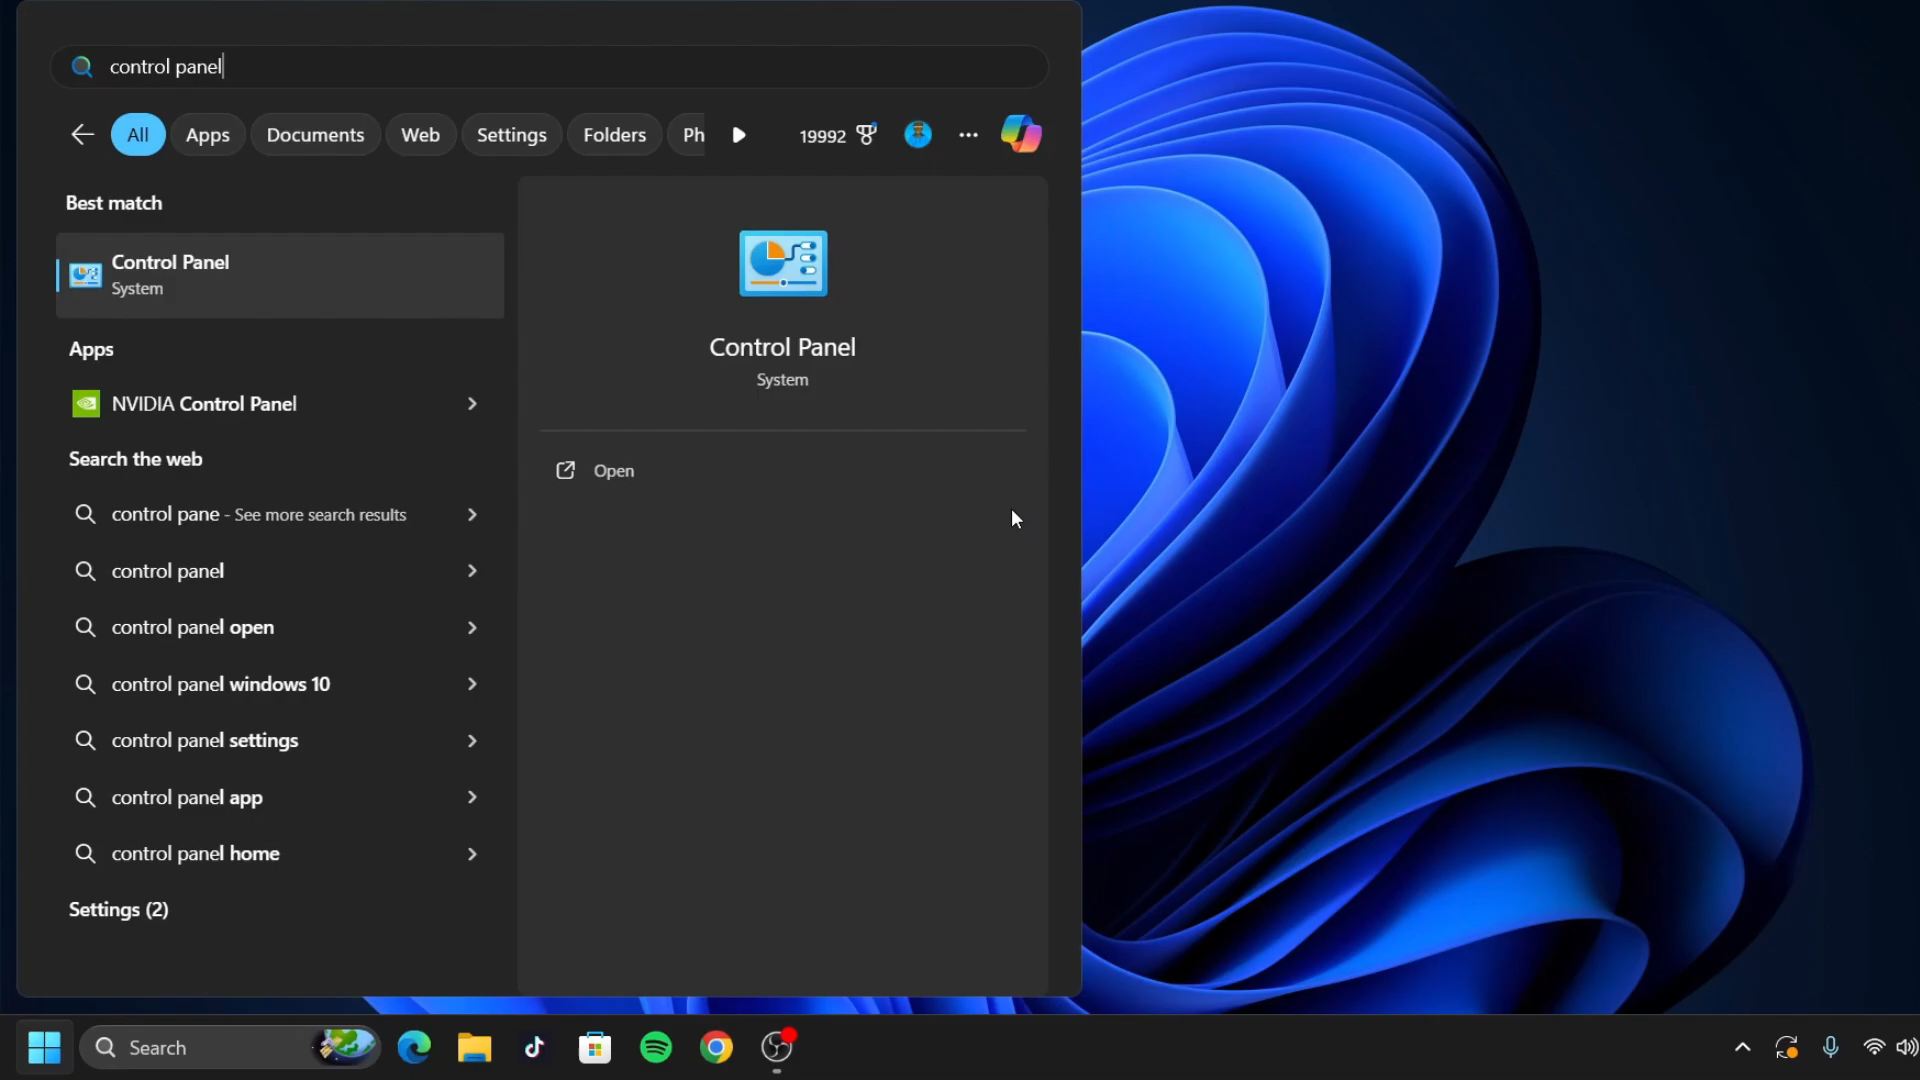 control panel
All
Apps
Documents
Web
Settings
Folders
Ph
19992
Best match
Control Panel
System
Apps
NVIDIA Control Panel
Search the web
control pane - See more search results
control panel
control panel open
control panel windows 10
control panel settings
control panel app
control panel home
Settings (2)
Control Panel
System
Open
Search